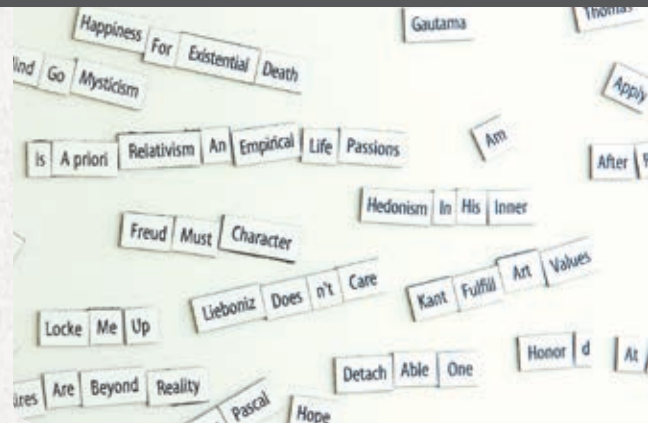 Happiness For Existential Death
Gautama
Thomas
Go Mysticism
Apply
Is A priori Relativism An Empirical Life Passions
Am
After
Hedonism In His Inner
Freud Must Character
Lieboniz Does n't Care
Kant Fulfill Art Values
Locke Me Up
Honor d
At
Detach Able One
Are Beyond Reality
Pascal
Hope